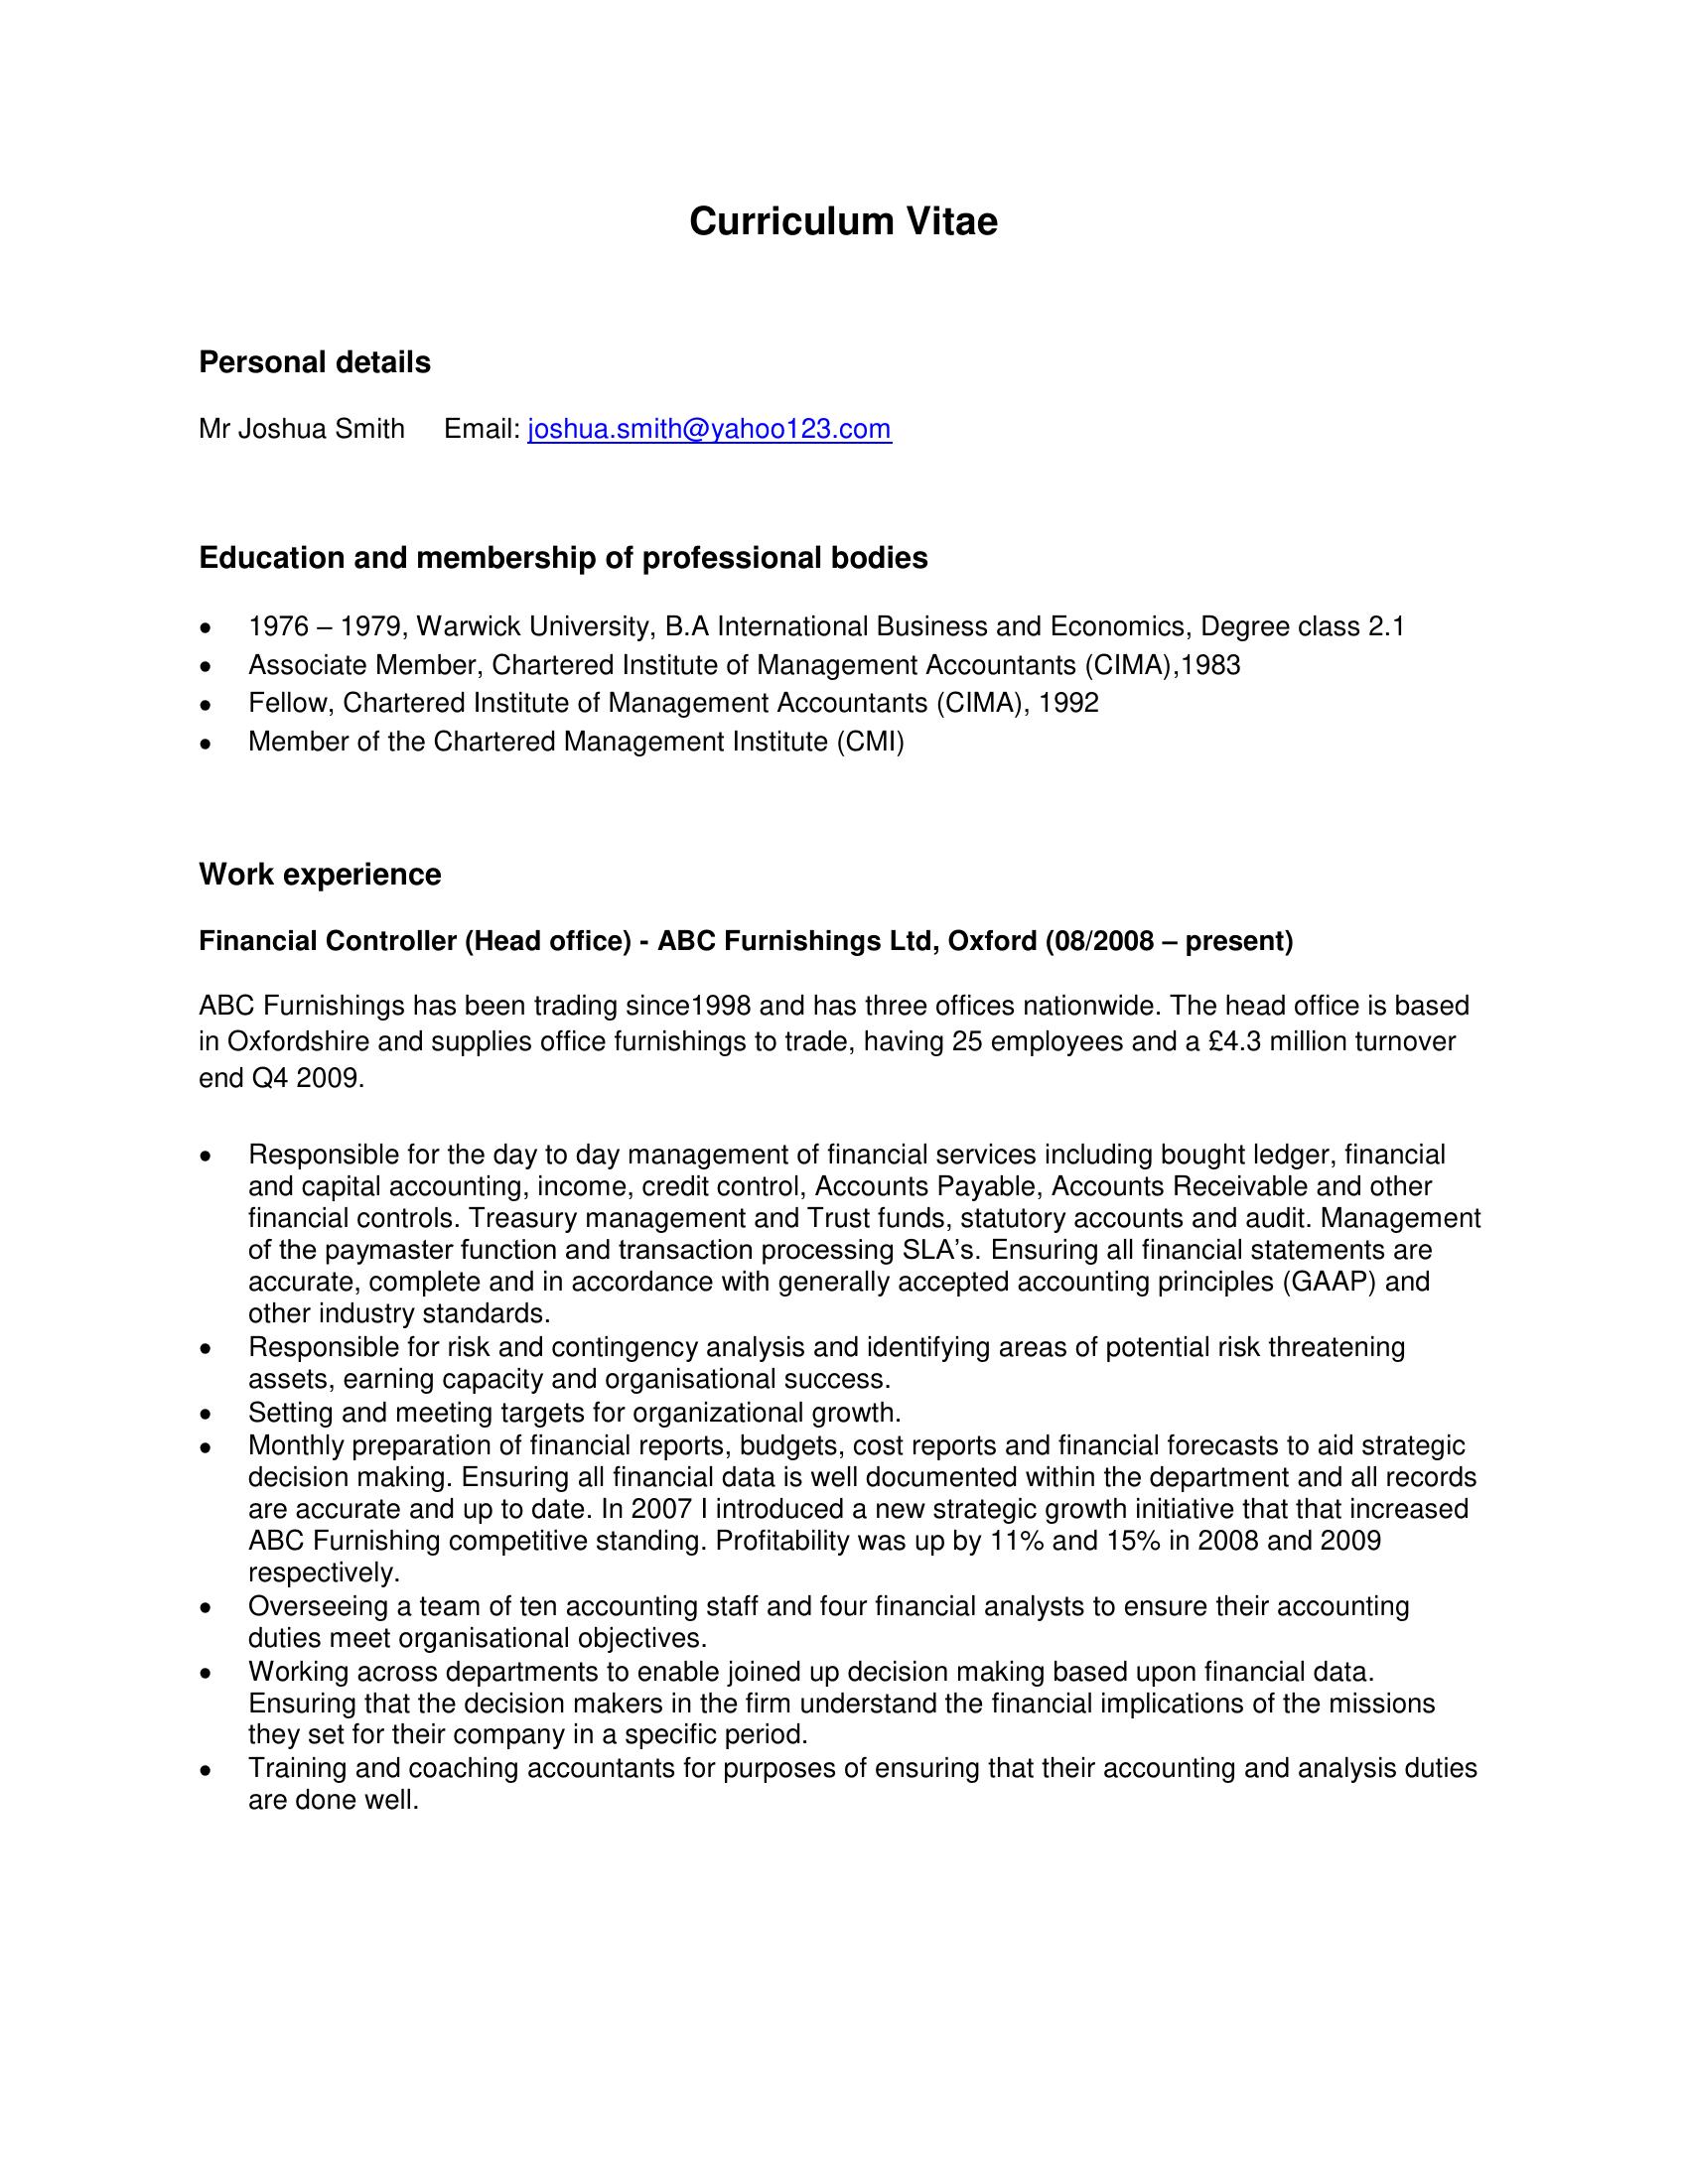 Curriculum Vitae
Personal details
Mr Joshua Smith Email: joshua.smith@yahoo123.com
Education and membership of professional bodies
• 1976 – 1979, Warwick University, B.A International Business and Economics, Degree class 2.1
• Associate Member, Chartered Institute of Management Accountants (CIMA),1983
• Fellow, Chartered Institute of Management Accountants (CIMA), 1992
• Member of the Chartered Management Institute (CMI)
Work experience
Financial Controller (Head office) - ABC Furnishings Ltd, Oxford (08/2008 – present)
ABC Furnishings has been trading since1998 and has three offices nationwide. The head office is based
in Oxfordshire and supplies office furnishings to trade, having 25 employees and a £4.3 million turnover
end Q4 2009.
• Responsible for the day to day management of financial services including bought ledger, financial
and capital accounting, income, credit control, Accounts Payable, Accounts Receivable and other
financial controls. Treasury management and Trust funds, statutory accounts and audit. Management
of the paymaster function and transaction processing SLA’s. Ensuring all financial statements are
accurate, complete and in accordance with generally accepted accounting principles (GAAP) and
other industry standards.
• Responsible for risk and contingency analysis and identifying areas of potential risk threatening
assets, earning capacity and organisational success.
• Setting and meeting targets for organizational growth.
• Monthly preparation of financial reports, budgets, cost reports and financial forecasts to aid strategic
decision making. Ensuring all financial data is well documented within the department and all records
are accurate and up to date. In 2007 I introduced a new strategic growth initiative that that increased
ABC Furnishing competitive standing. Profitability was up by 11% and 15% in 2008 and 2009
respectively.
• Overseeing a team of ten accounting staff and four financial analysts to ensure their accounting
duties meet organisational objectives.
• Working across departments to enable joined up decision making based upon financial data.
Ensuring that the decision makers in the firm understand the financial implications of the missions
they set for their company in a specific period.
• Training and coaching accountants for purposes of ensuring that their accounting and analysis duties
are done well.